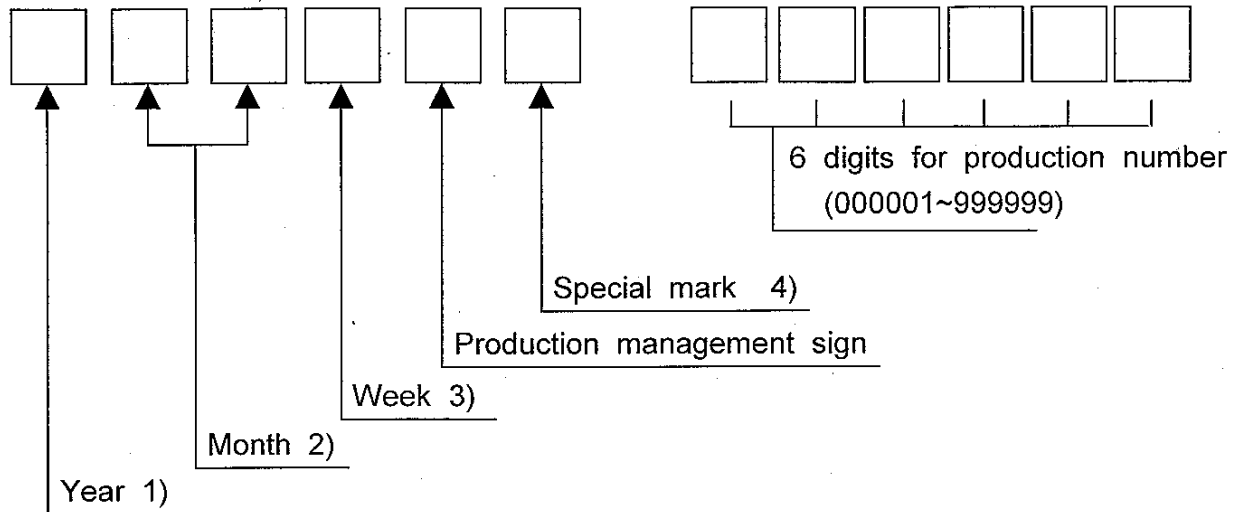 6 digits for production number
(000001~999999)
Special mark 4)
Production management sign
Week 3)
Month 2)
Year 1)